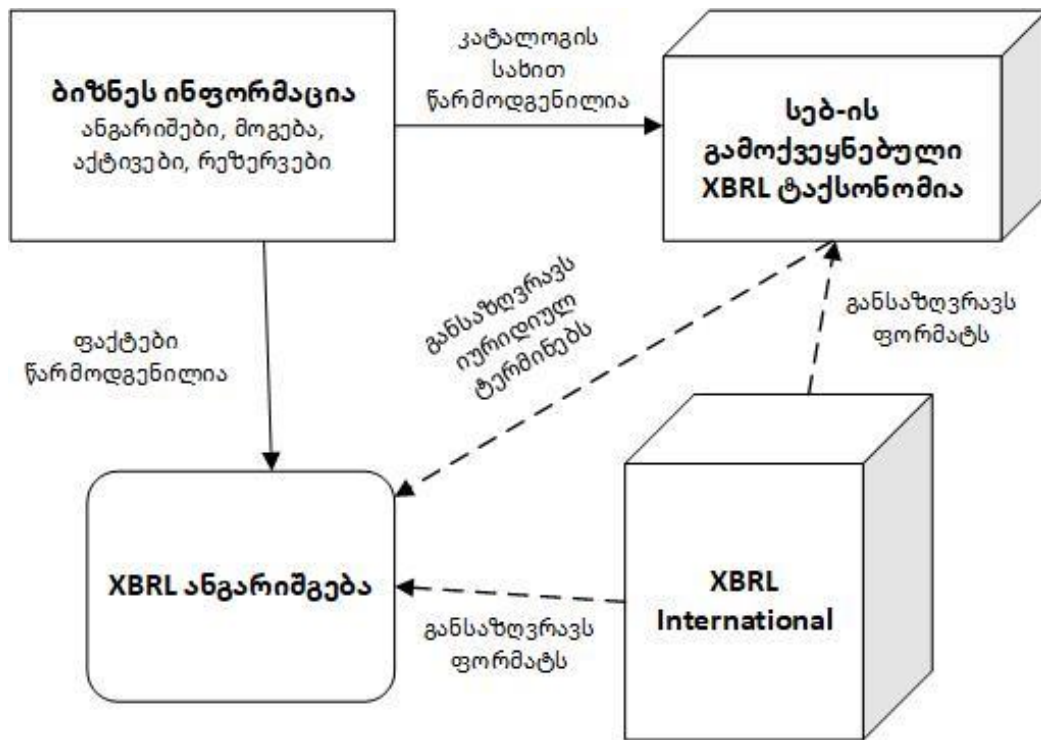 ბიზნეს ინფორმაცია
ანგარიშები, მოგება,
აქტივები, რეზერვები
კატალოგის
სახით
წარმოდგენილია
სებ-ის
გამოქვეყნებული
XBRL ტაქსონომია
ფაქტები
წარმოდგენილია
განსაზღვრავს
იურიდიულ
ტერმინებს
განსაზღვრავს
ფორმატს
XBRL ანგარიშგება
განსაზღვრავს
ფორმატს
XBRL
International